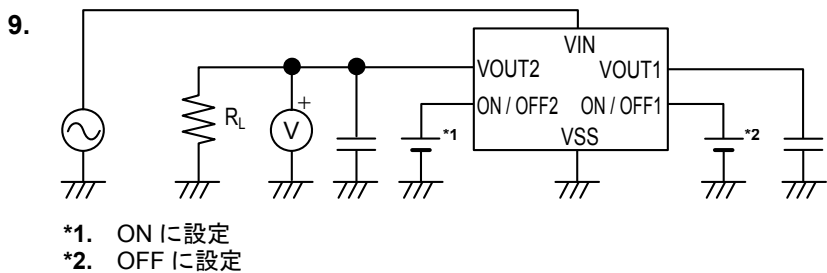 9.
VIN
VOUT2 VOUT1
ON / OFF2 ON / OFF1
VSS
RL
+
V
*1
*2
*1. ON に設定
*2. OFF に設定